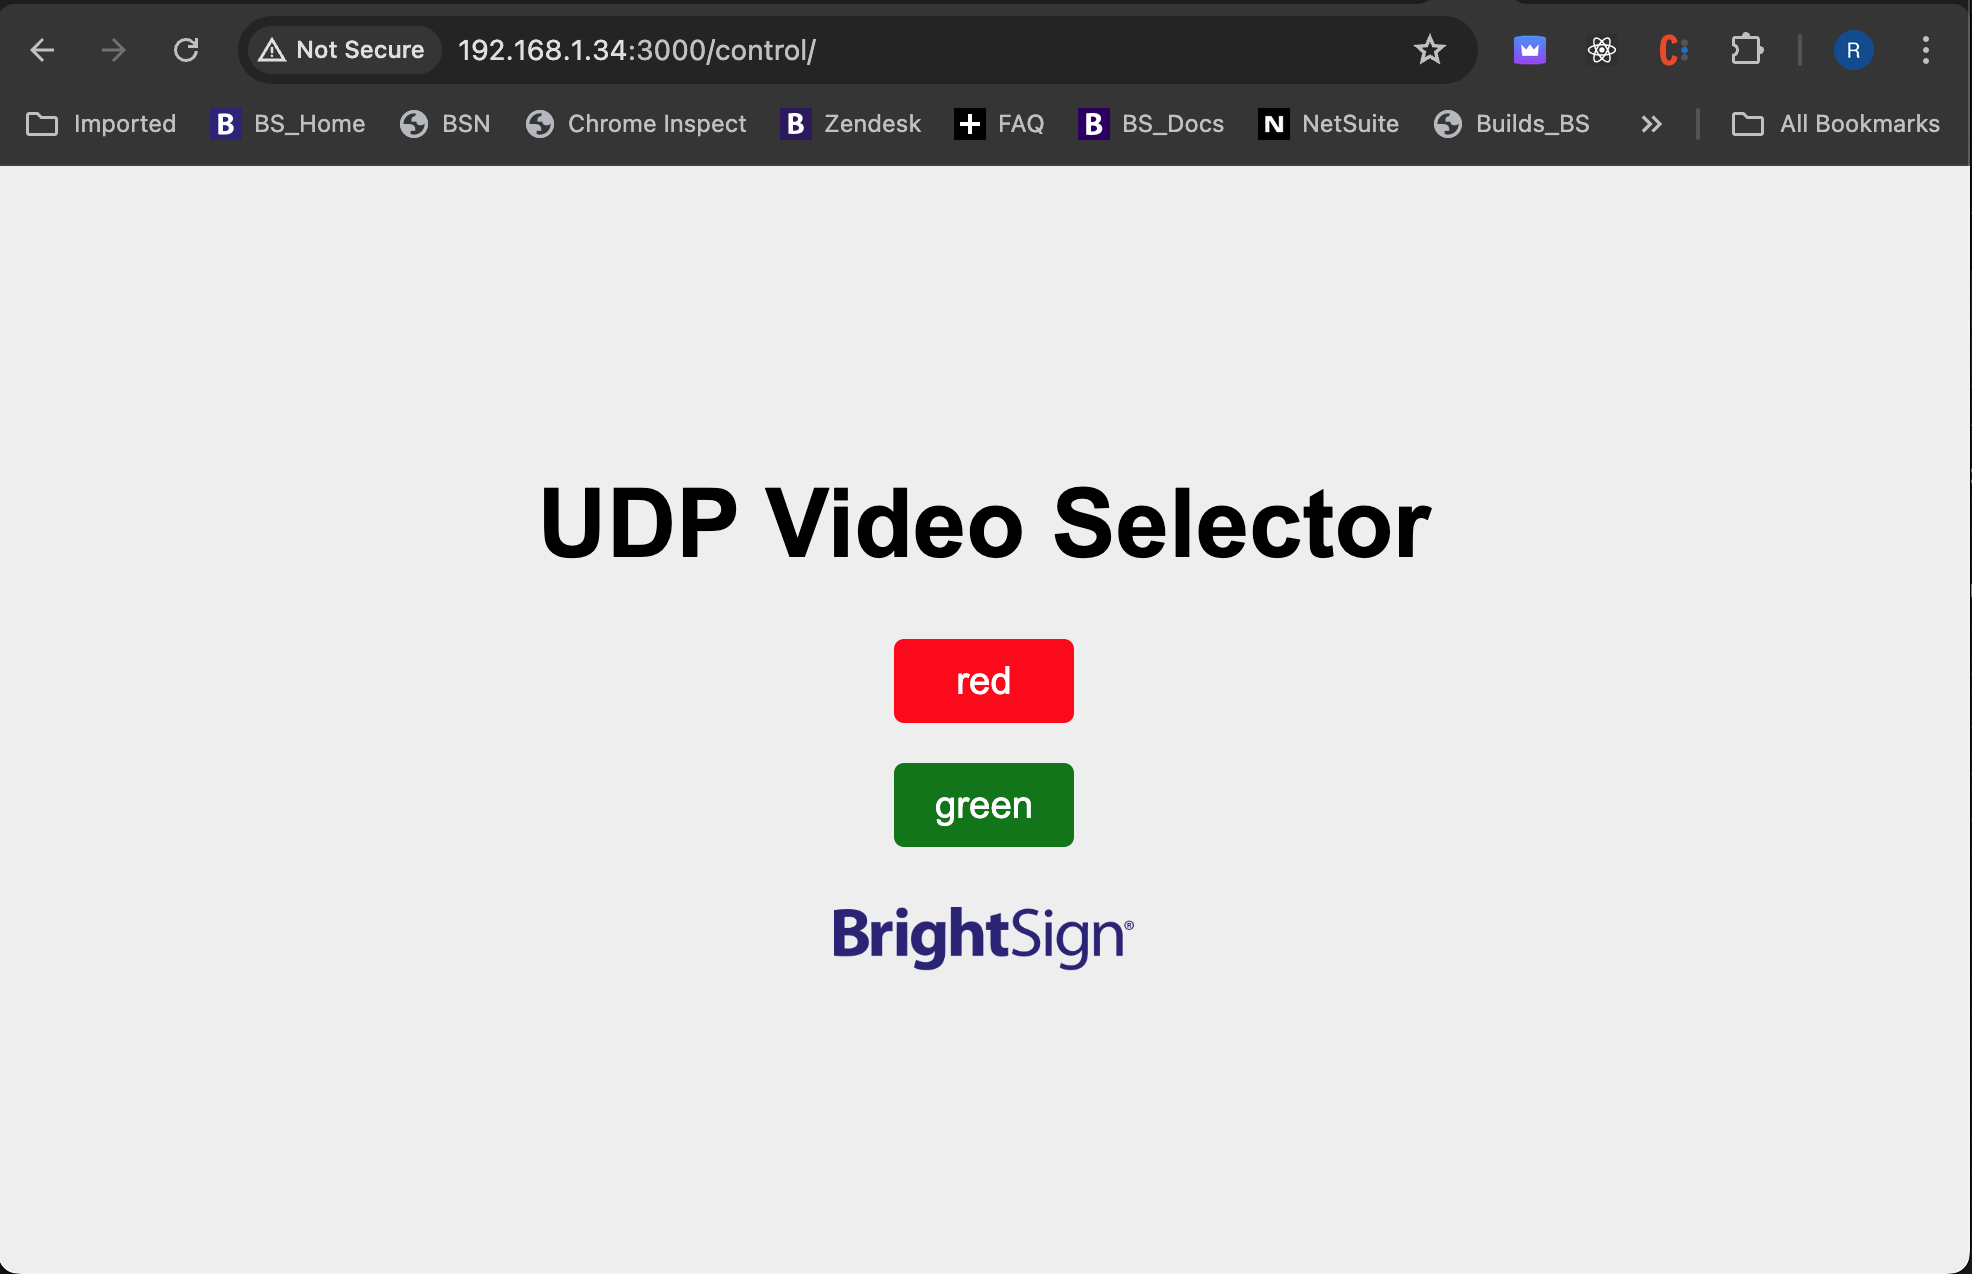 Not Secure 192.168.1.34:3000/control/ R
Imported B BS_Home BSN Chrome Inspect B Zendesk FAQ B BS_Docs N NetSuite Builds_BS » All Bookmarks
UDP Video Selector
red
green
BrightSign®